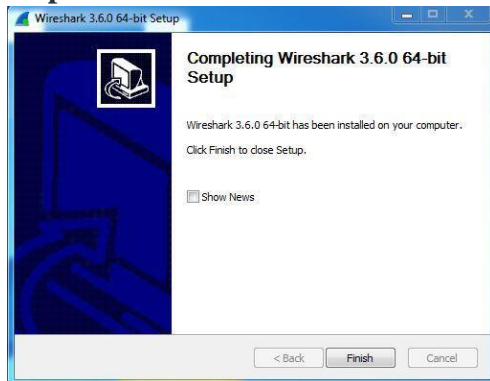 Wireshark 3.6.0 64-bit Setup
Completing Wireshark 3.6.0 64-bit
Setup
Wireshark 3.6.0 64-bit has been installed on your computer.
Click Finish to close Setup.
Show News
< Back
Finish
Cancel